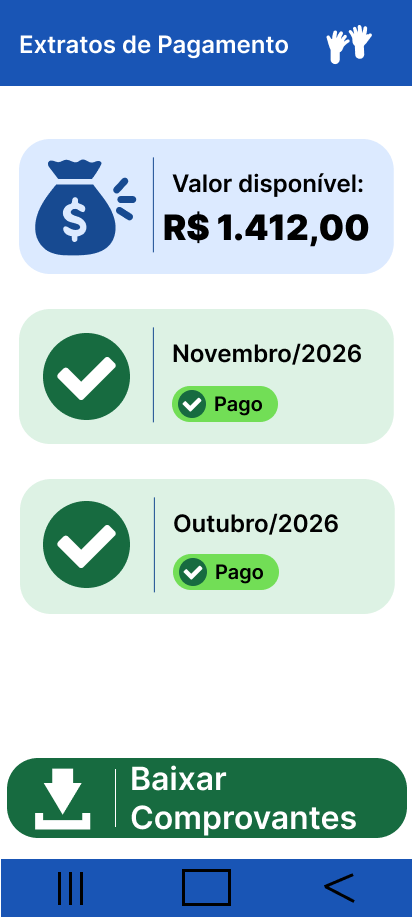 Extratos de Pagamento
Valor disponível:
R$ 1.412,00
Novembro/2026
Pago
Outubro/2026
Pago
Baixar
Comprovantes